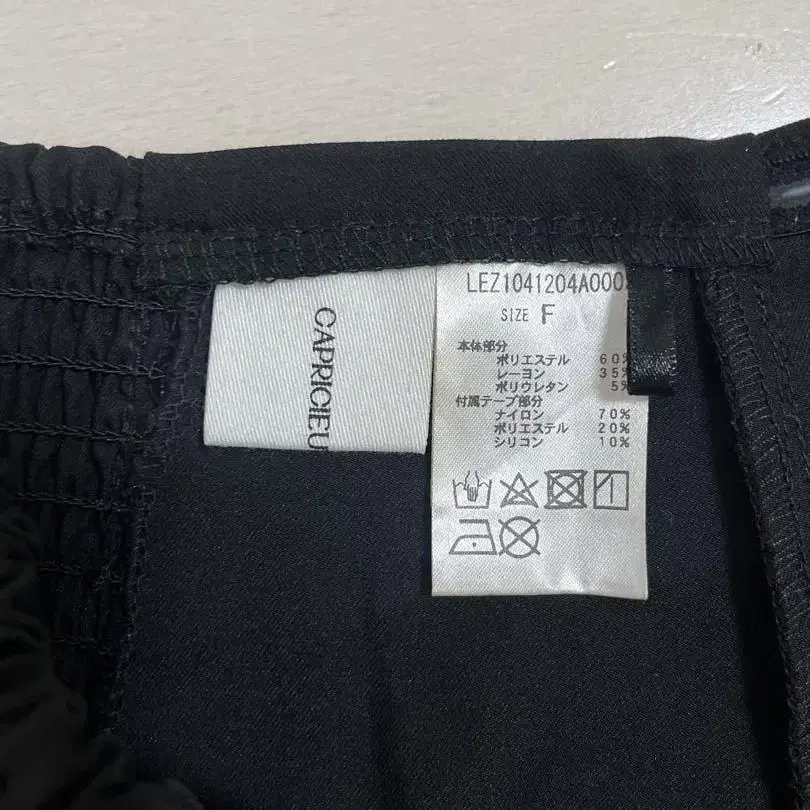 CAPRICIEU
LEZ1041204A000
SIZE F
本体部分
ポリエステル 60%
レーヨン 35%
ポリウレタン 5%
付属テープ部分
ナイロン 70%
ポリエステル 20%
シリコン 10%